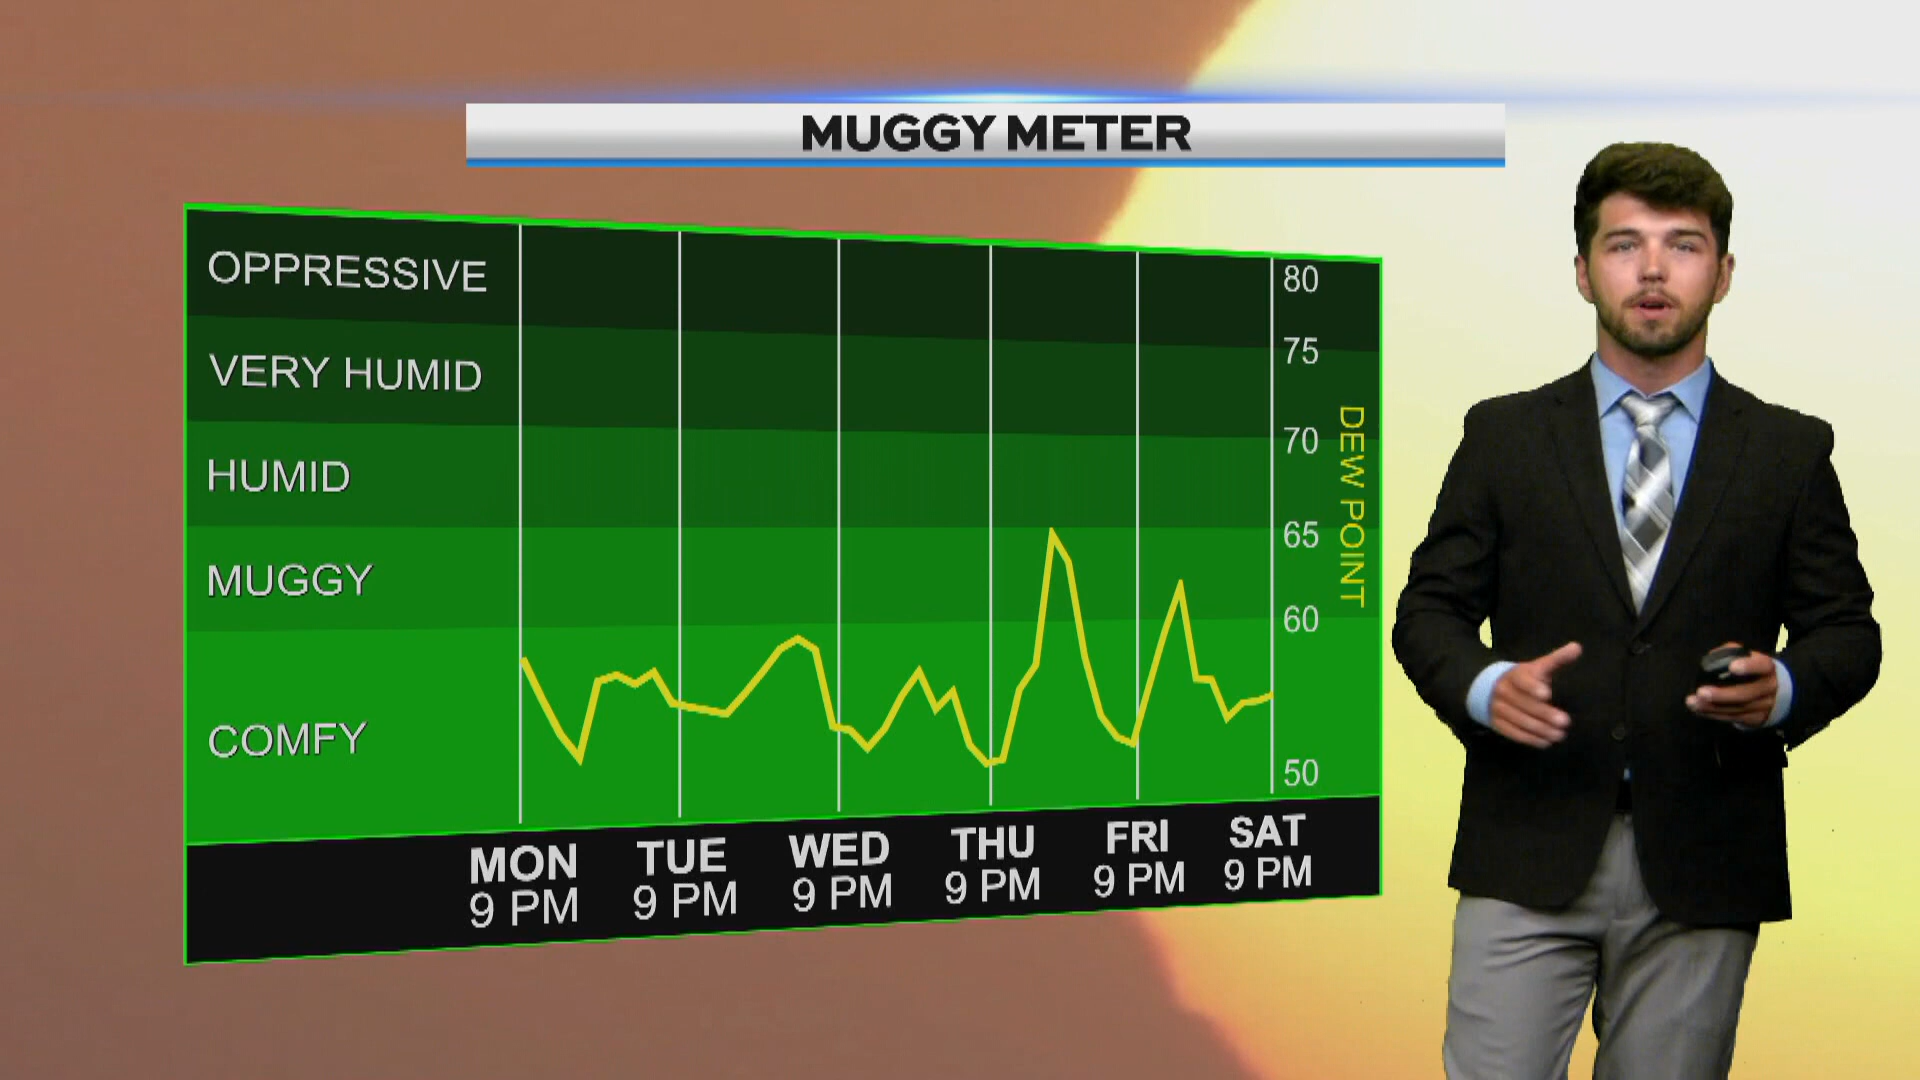 MUGGY METER
OPPRESSIVE
VERY HUMID
HUMID
MUGGY
COMFY
80
75
70
65
60
50
DEW POINT
MON TUE WED THU FRI SAT
9 PM 9 PM 9 PM 9 PM 9 PM 9 PM